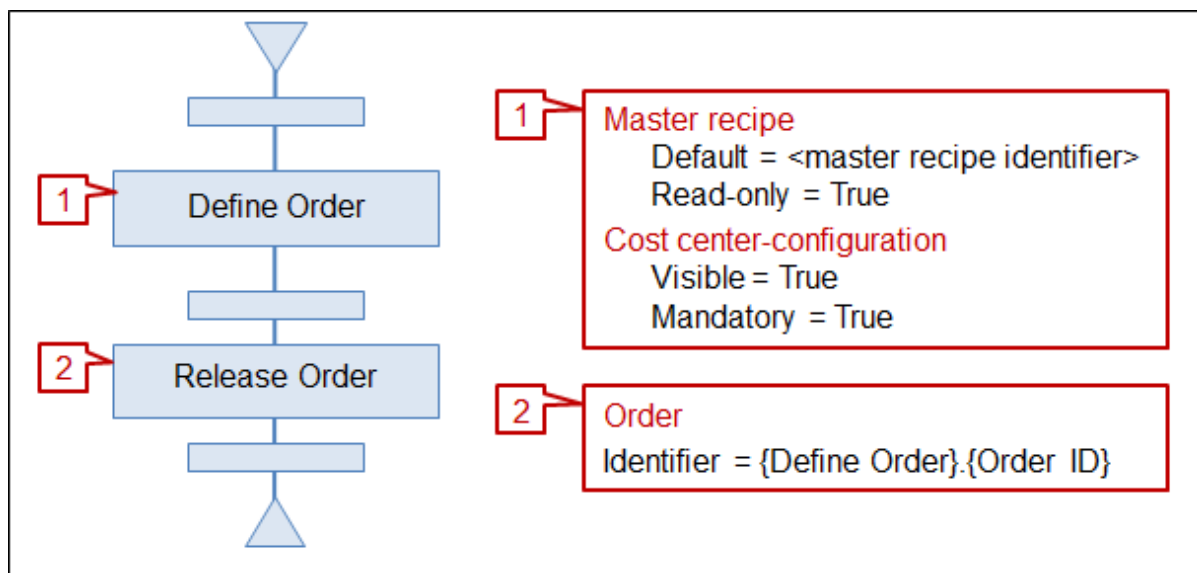 1
Define Order
2
Release Order
1
Master recipe
Default = <master recipe identifier>
Read-only = True
Cost center-configuration
Visible = True
Mandatory = True
2
Order
Identifier = {Define Order}.{Order ID}